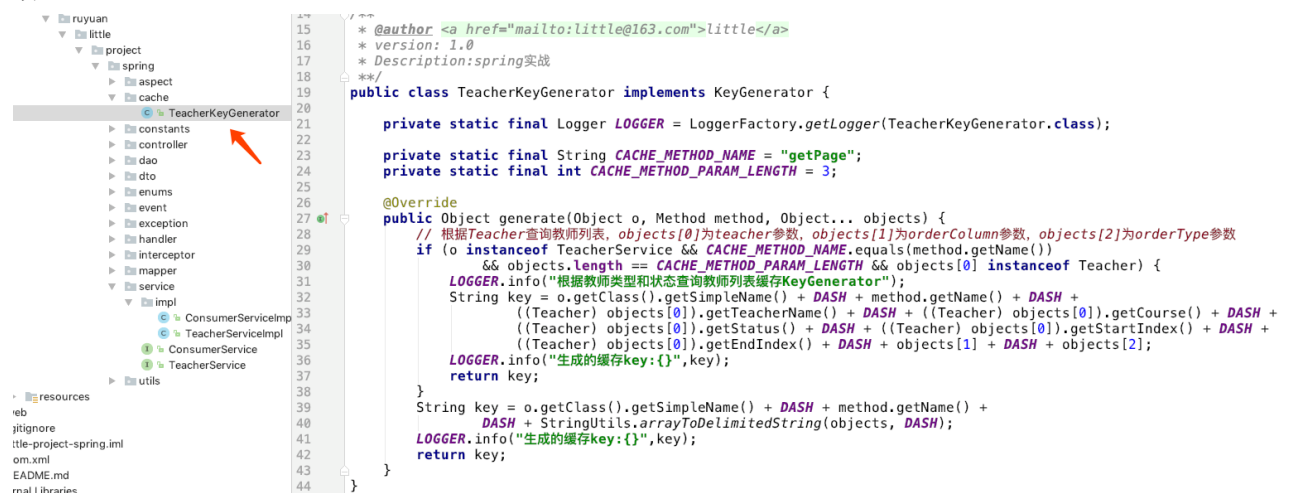 ruyuan
little
project
spring
aspect
cache
TeacherKeyGenerator
constants
controller
dao
dto
enums
event
exception
handler
interceptor
mapper
service
impl
ConsumerServiceImp
TeacherServiceImpl
ConsumerService
TeacherService
utils
resources
gitignore
ttle-project-spring.iml
om.xml
EADME.md
rnal Libraries
14 /**
15 * @author <a href="mailto:little@163.com">little</a>
16 * version: 1.0
17 * Description:spring实战
18 **/
19 public class TeacherKeyGenerator implements KeyGenerator {
20
21 private static final Logger LOGGER = LoggerFactory.getLogger(TeacherKeyGenerator.class);
22
23 private static final String CACHE_METHOD_NAME = "getPage";
24 private static final int CACHE_METHOD_PARAM_LENGTH = 3;
25
26 @Override
27 public Object generate(Object o, Method method, Object... objects) {
28 // 根据Teacher查询教师列表，objects[0]为teacher参数，objects[1]为orderColumn参数，objects[2]为orderType参数
29 if (o instanceof TeacherService && CACHE_METHOD_NAME.equals(method.getName())
30 && objects.length == CACHE_METHOD_PARAM_LENGTH && objects[0] instanceof Teacher) {
31 LOGGER.info("根据教师类型和状态查询教师列表缓存KeyGenerator");
32 String key = o.getClass().getSimpleName() + DASH + method.getName() + DASH +
33 ((Teacher) objects[0]).getTeacherName() + DASH + ((Teacher) objects[0]).getCourse() + DASH +
34 ((Teacher) objects[0]).getStatus() + DASH + ((Teacher) objects[0]).getStartIndex() + DASH +
35 ((Teacher) objects[0]).getEndIndex() + DASH + objects[1] + DASH + objects[2];
36 LOGGER.info("生成的缓存key:{}",key);
37 return key;
38 }
39 String key = o.getClass().getSimpleName() + DASH + method.getName() +
40 DASH + StringUtils.arrayToDelimitedString(objects, DASH);
41 LOGGER.info("生成的缓存key:{}",key);
42 return key;
43 }
44 }